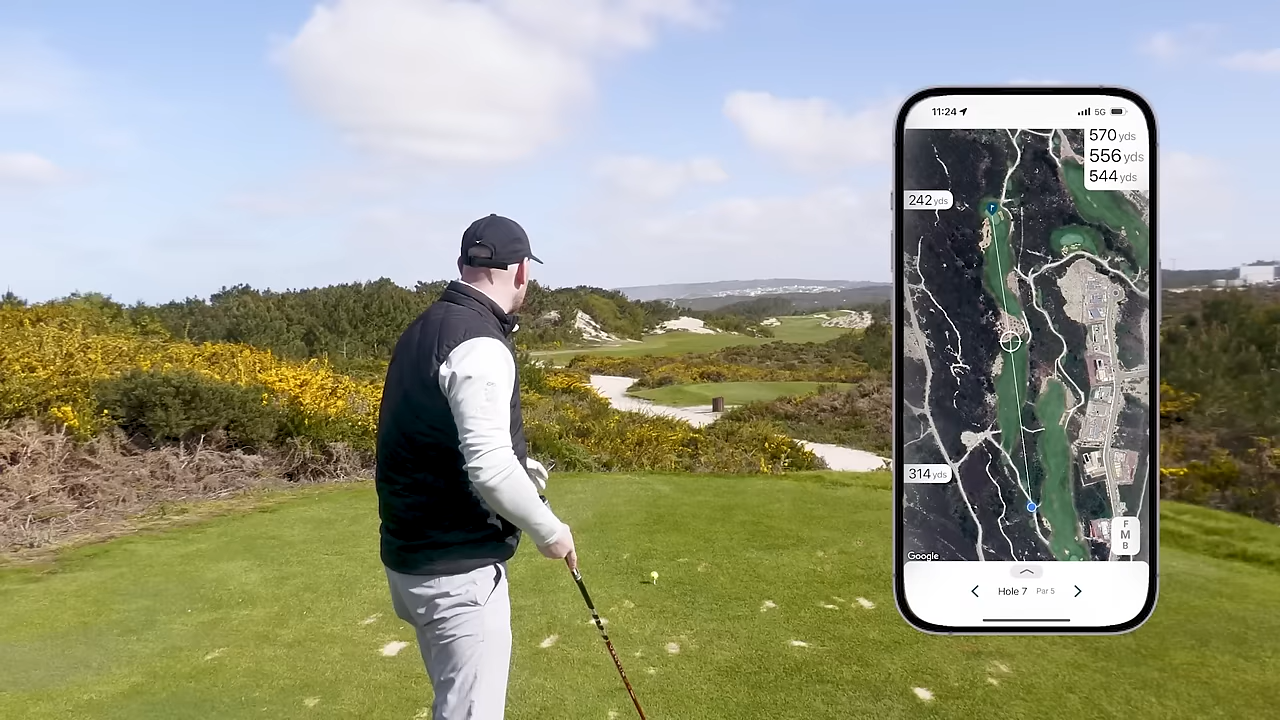 11:24
5G
570 yds
556 yds
544 yds
242 yds
314 yds
F
M
B
Google
Hole 7 Par 5